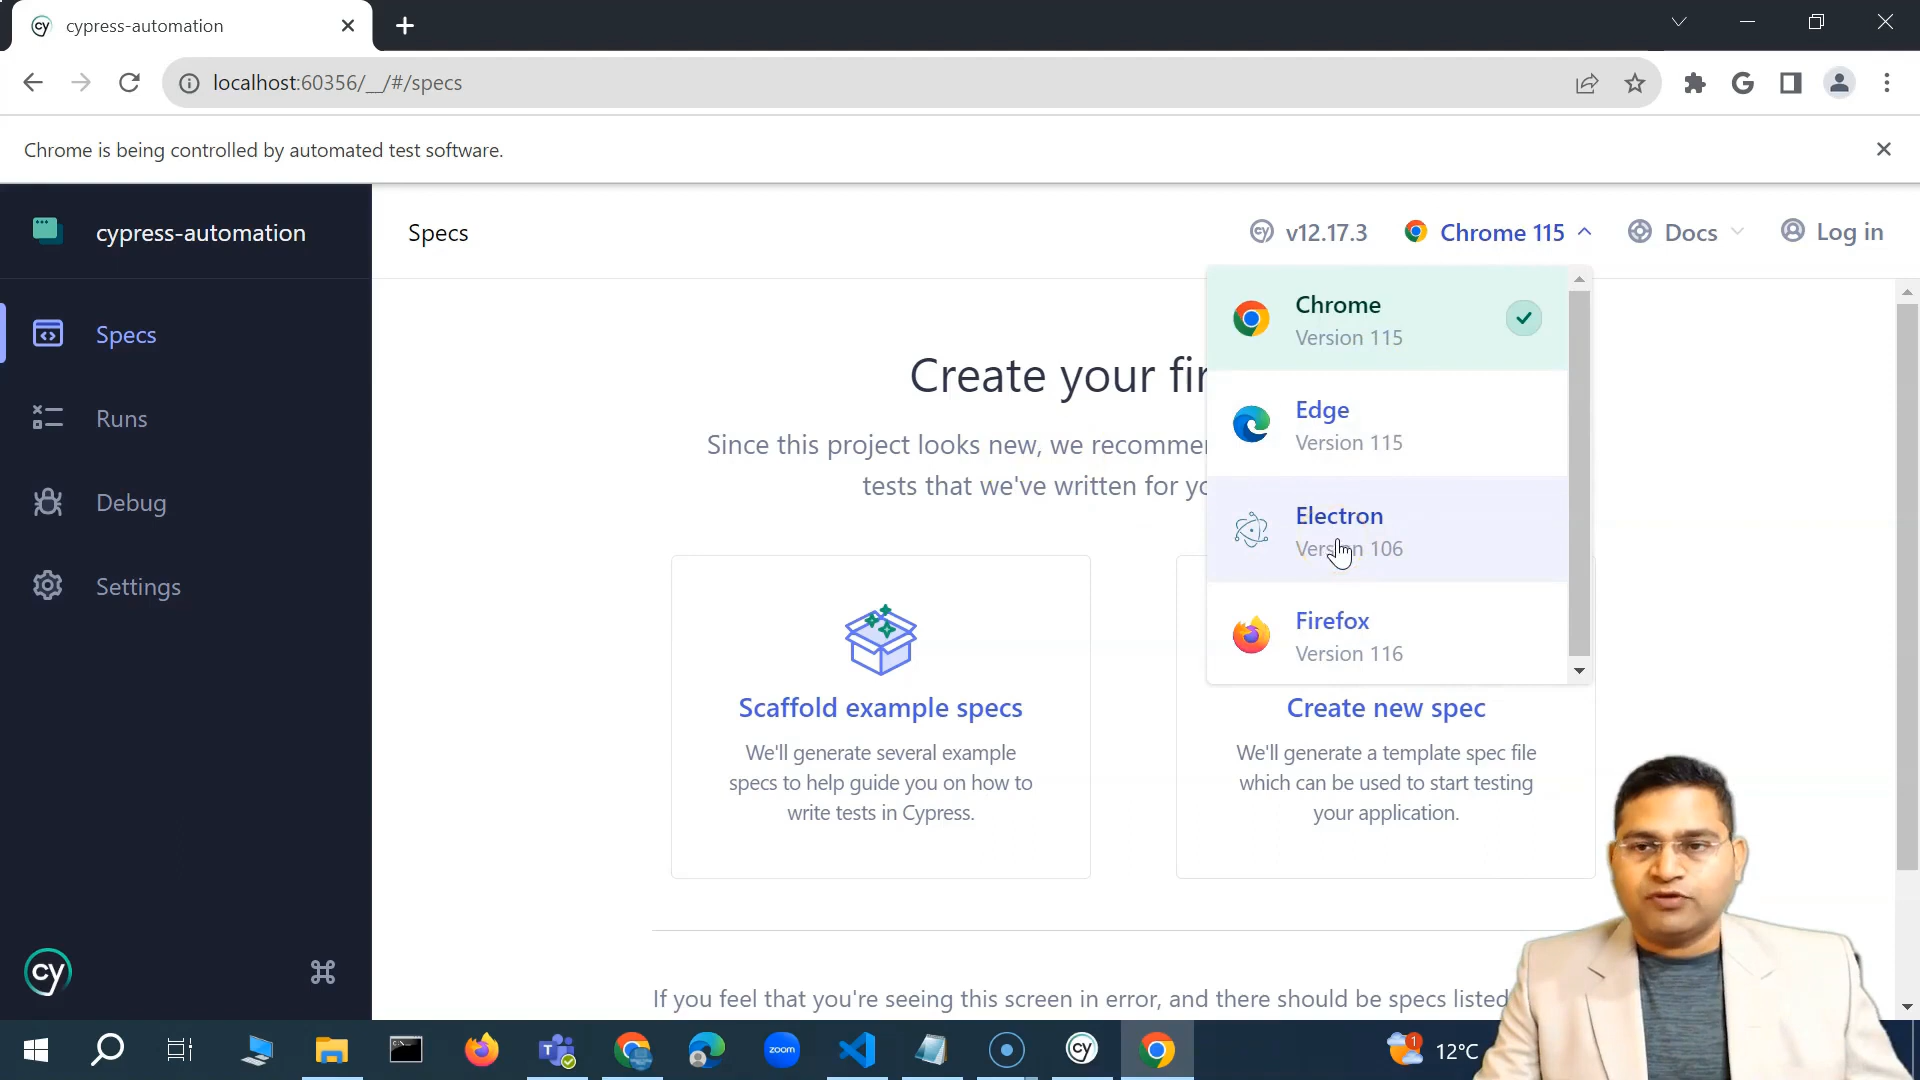 cypress-automation
localhost:60356/__/#/specs
Chrome is being controlled by automated test software.
cypress-automation
Specs
v12.17.3
Chrome 115
Docs
Log in
Specs
Runs
Debug
Settings
Chrome
Version 115
Edge
Version 115
Electron
Version 106
Firefox
Version 116
Create your fir
Since this project looks new, we recomme
tests that we've written for yo
Scaffold example specs
We'll generate several example
specs to help guide you on how to
write tests in Cypress.
Create new spec
We'll generate a template spec file
which can be used to start testing
your application.
If you feel that you're seeing this screen in error, and there should be specs listed
cy
zoom
cy
1
12°C